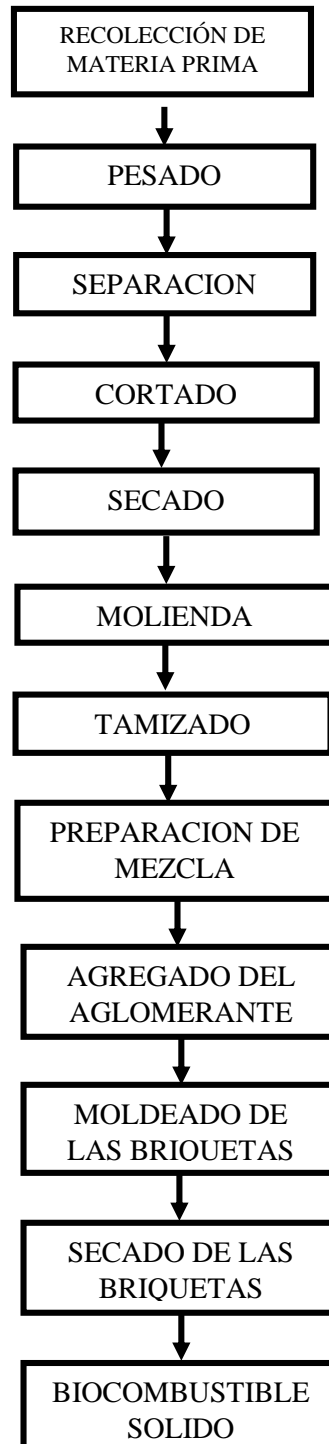 RECOLECCIÓN DE
MATERIA PRIMA
PESADO
SEPARACION
CORTADO
SECADO
MOLIENDA
TAMIZADO
PREPARACION DE
MEZCLA
AGREGADO DEL
AGLOMERANTE
MOLDEADO DE
LAS BRIQUETAS
SECADO DE LAS
BRIQUETAS
BIOCOMBUSTIBLE
SOLIDO